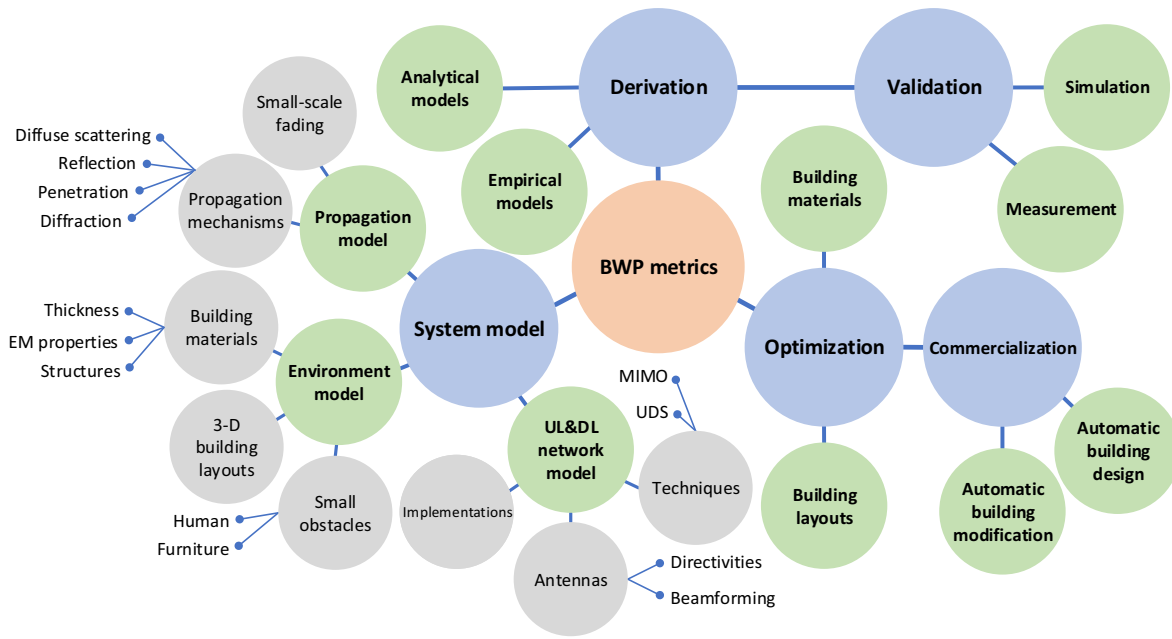 Derivation
Validation
Analytical
models
Simulation
Small-scale
fading
Diffuse scattering
Reflection
Penetration
Diffraction
Propagation
mechanisms
Propagation
model
Empirical
models
Building
materials
Measurement
BWP metrics
Thickness
EM properties
Structures
Building
materials
System model
Optimization
Commercialization
Environment
model
MIMO
UDS
3-D
building
layouts
UL&DL
network
model
Techniques
Automatic
building
design
Human
Furniture
Small
obstacles
Implementations
Building
layouts
Automatic
building
modification
Antennas
Directivities
Beamforming